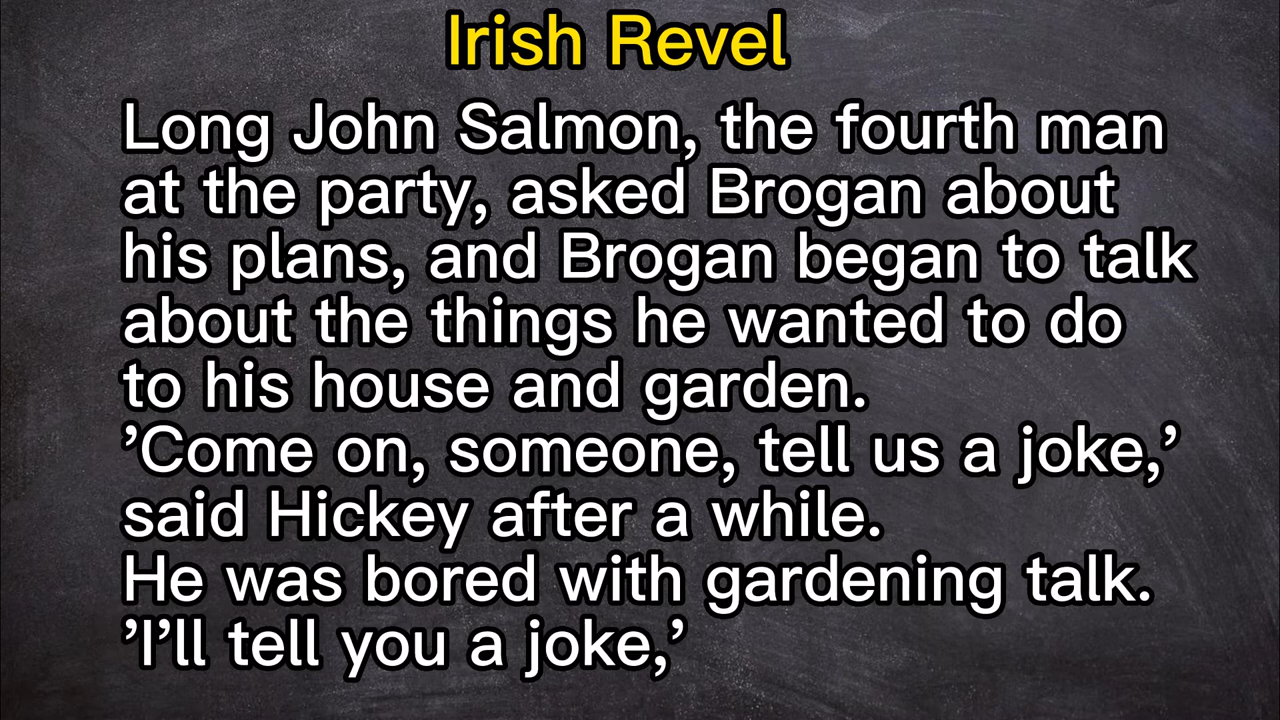 Irish Revel
Long John Salmon, the fourth man
at the party, asked Brogan about
his plans, and Brogan began to talk
about the things he wanted to do
to his house and garden.
’Come on, someone, tell us a joke,’
said Hickey after a while.
He was bored with gardening talk.
’I’ll tell you a joke,’